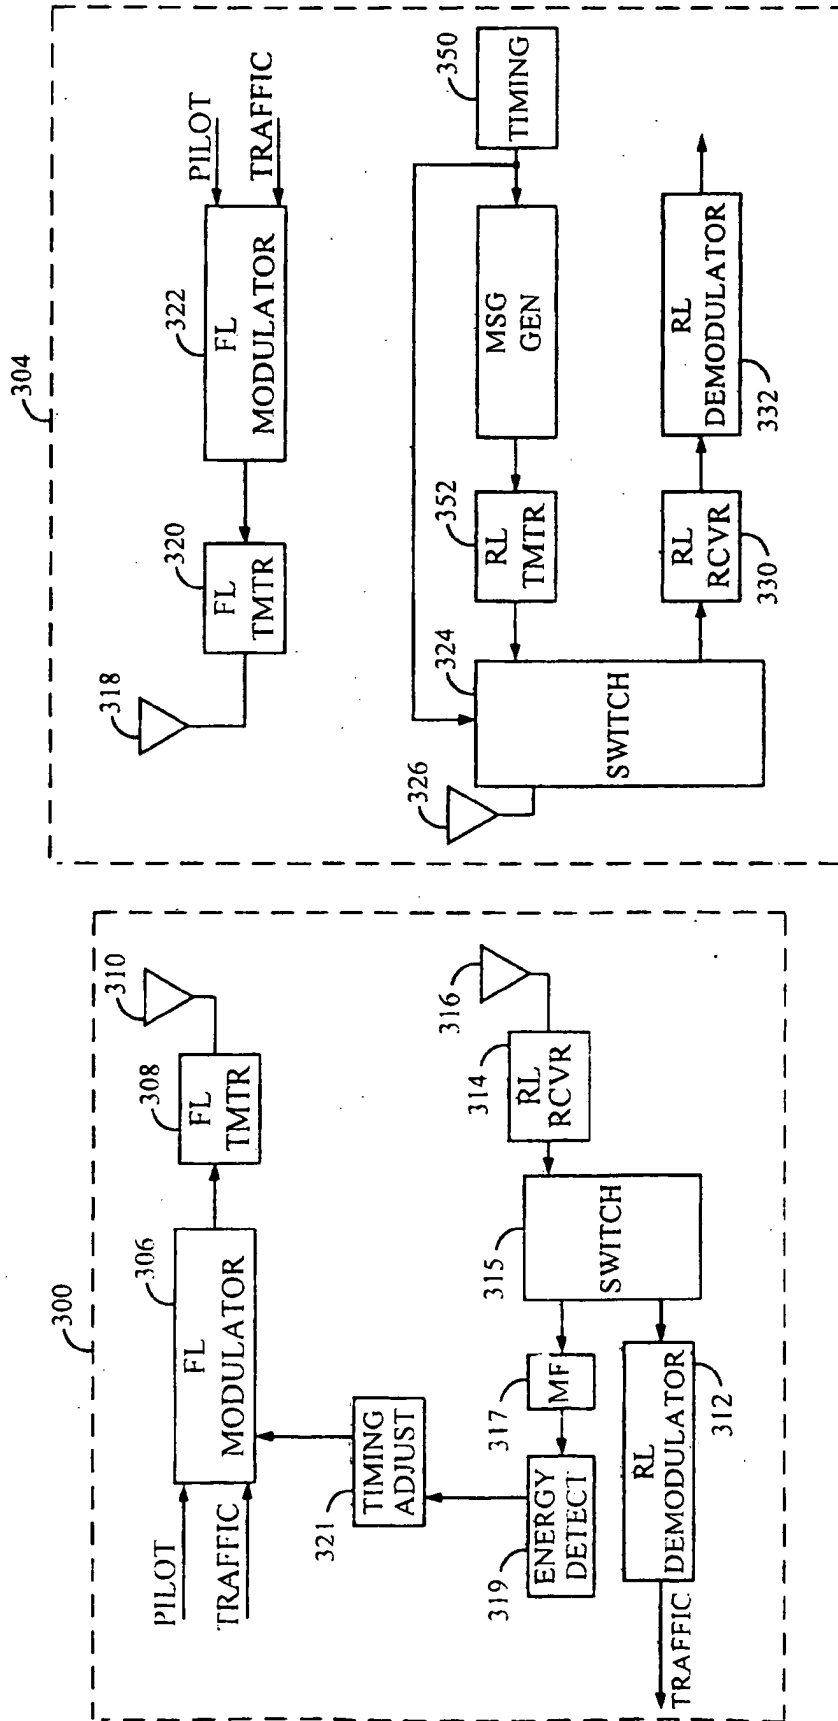 300
PILOT
TRAFFIC
306
FL
MODULATOR
308
FL
TMTR
310
321
TIMING
ADJUST
319
ENERGY
DETECT
317
MF
315
SWITCH
314
RL
RCVR
316
RL
DEMODULATOR
312
TRAFFIC
304
318
320
FL
TMTR
322
FL
MODULATOR
PILOT
TRAFFIC
326
324
SWITCH
352
RL
TMTR
MSG
GEN
350
TIMING
RL
RCVR
330
RL
DEMODULATOR
332